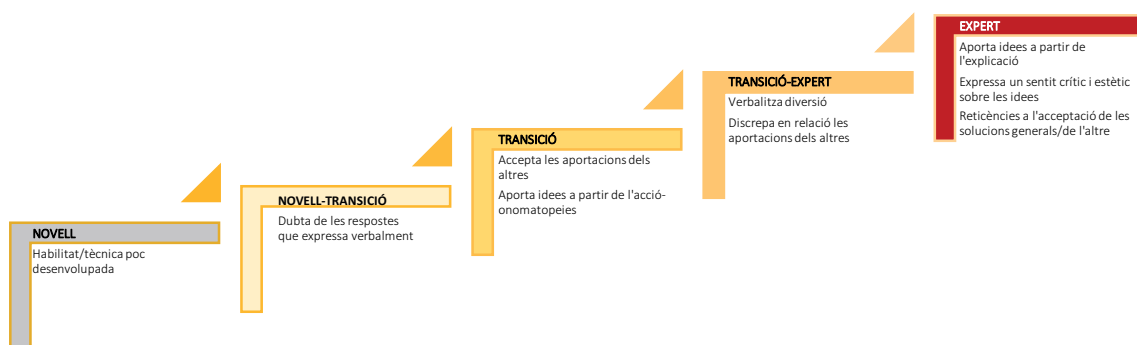 NOVELL
Habilitat/tècnica poc
desenvolupada
NOVELL-TRANSICIÓ
Dubta de les respostes
que expressa verbalment
TRANSICIÓ
Accepta les aportacions dels
altres
Aporta idees a partir de l'acció-
onomatopeies
TRANSICIÓ-EXPERT
Verbalitza diversió
Discrepa en relació les
aportacions dels altres
EXPERT
Aporta idees a partir de
l'explicació
Expressa un sentit crític i estètic
sobre les idees
Reticències a l'acceptació de les
solucions generals/de l'altre